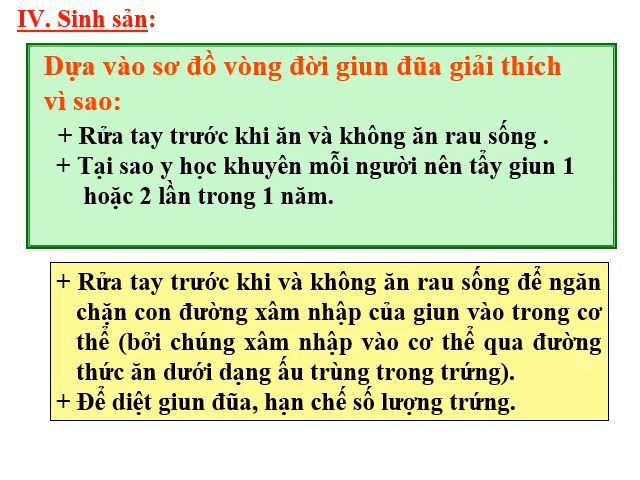 IV. Sinh sản:
Dựa vào sơ đồ vòng đời giun đũa giải thích
vì sao:
+ Rửa tay trước khi ăn và không ăn rau sống .
+ Tại sao y học khuyên mỗi người nên tẩy giun 1
hoặc 2 lần trong 1 năm.
+ Rửa tay trước khi và không ăn rau sống để ngăn
chặn con đường xâm nhập của giun vào trong cơ
thể (bởi chúng xâm nhập vào cơ thể qua đường
thức ăn dưới dạng ấu trùng trong trứng).
+ Để diệt giun đũa, hạn chế số lượng trứng.